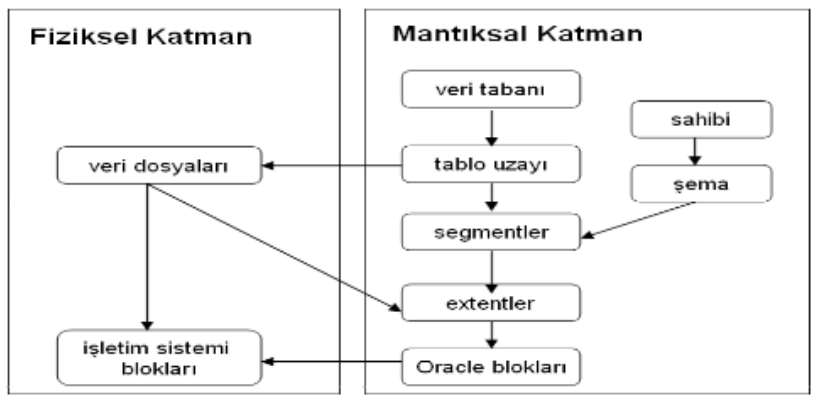 Fiziksel Katman
veri dosyaları
işletim sistemi
blokları
Mantıksal Katman
veri tabanı
sahibi
tablo uzayı
şema
segmentler
extentler
Oracle blokları